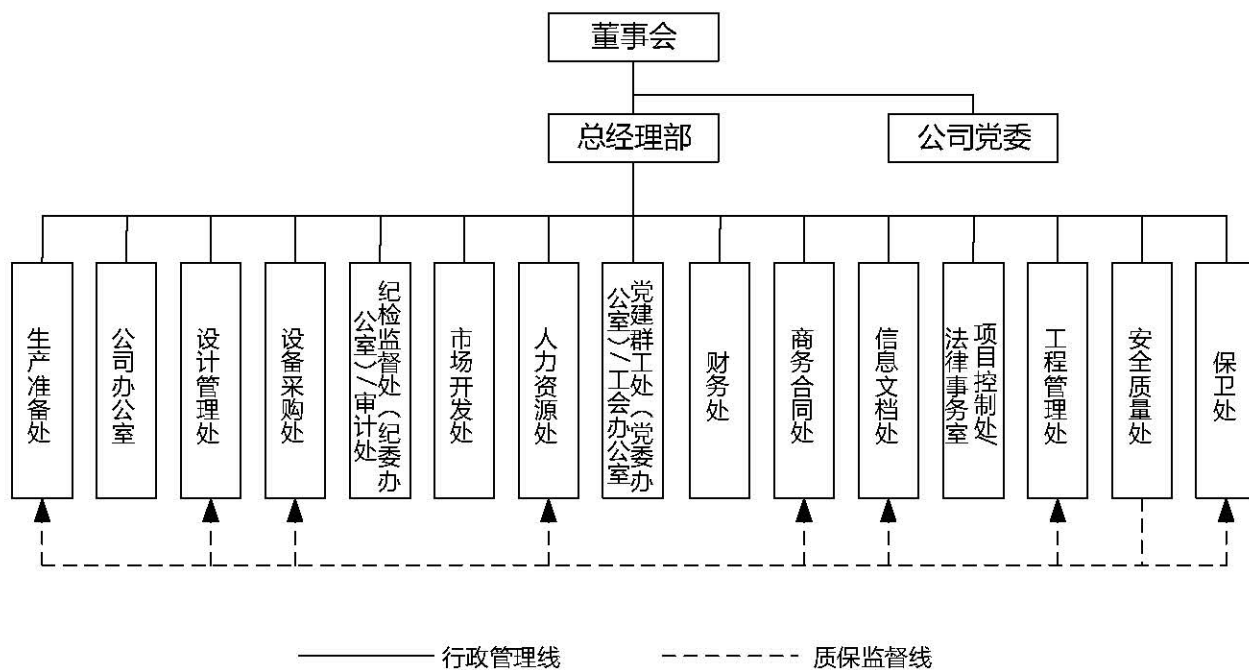 董事会
总经理部
公司党委
生产准备处
公司办公室
设计管理处
设备采购处
纪检监督处（纪委办
公室）/审计处
市场开发处
人力资源处
党建群工处（党委办
公室）/工会办公室
财务处
商务合同处
信息文档处
项目控制处/
法律事务室
工程管理处
安全质量处
保卫处
行政管理线
质保监督线